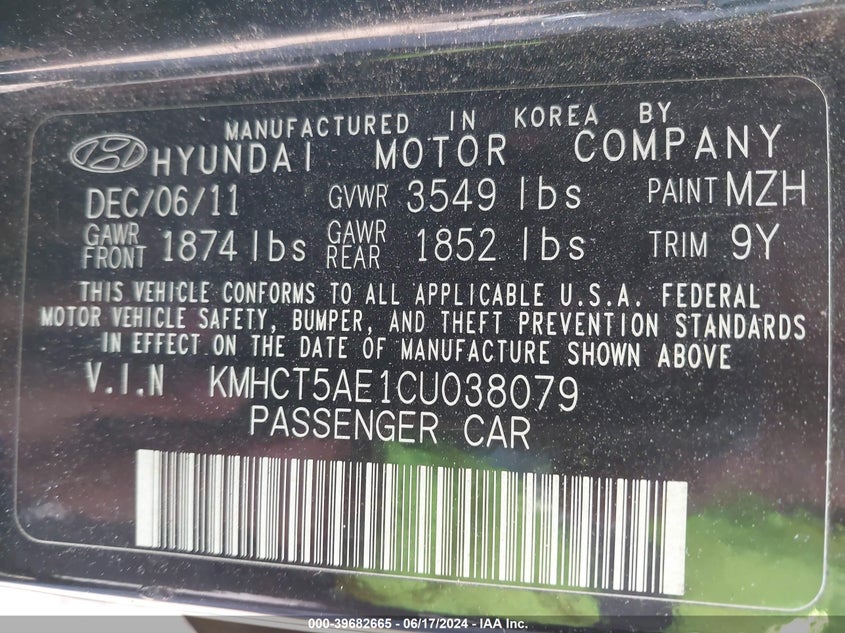 MANUFACTURED IN KOREA BY
HYUNDAI MOTOR COMPANY
DEC/06/11 GVWR 3549 lbs PAINT MZH
GAWR FRONT 1874 lbs GAWR REAR 1852 lbs TRIM 9Y
THIS VEHICLE CONFORMS TO ALL APPLICABLE U.S.A. FEDERAL
MOTOR VEHICLE SAFETY, BUMPER, AND THEFT PREVENTION STANDARDS
IN EFFECT ON THE DATE OF MANUFACTURE SHOWN ABOVE
V.I.N KMHCT5AE1CU038079
PASSENGER CAR
000-39682665 - 06/17/2024 - IAA Inc.